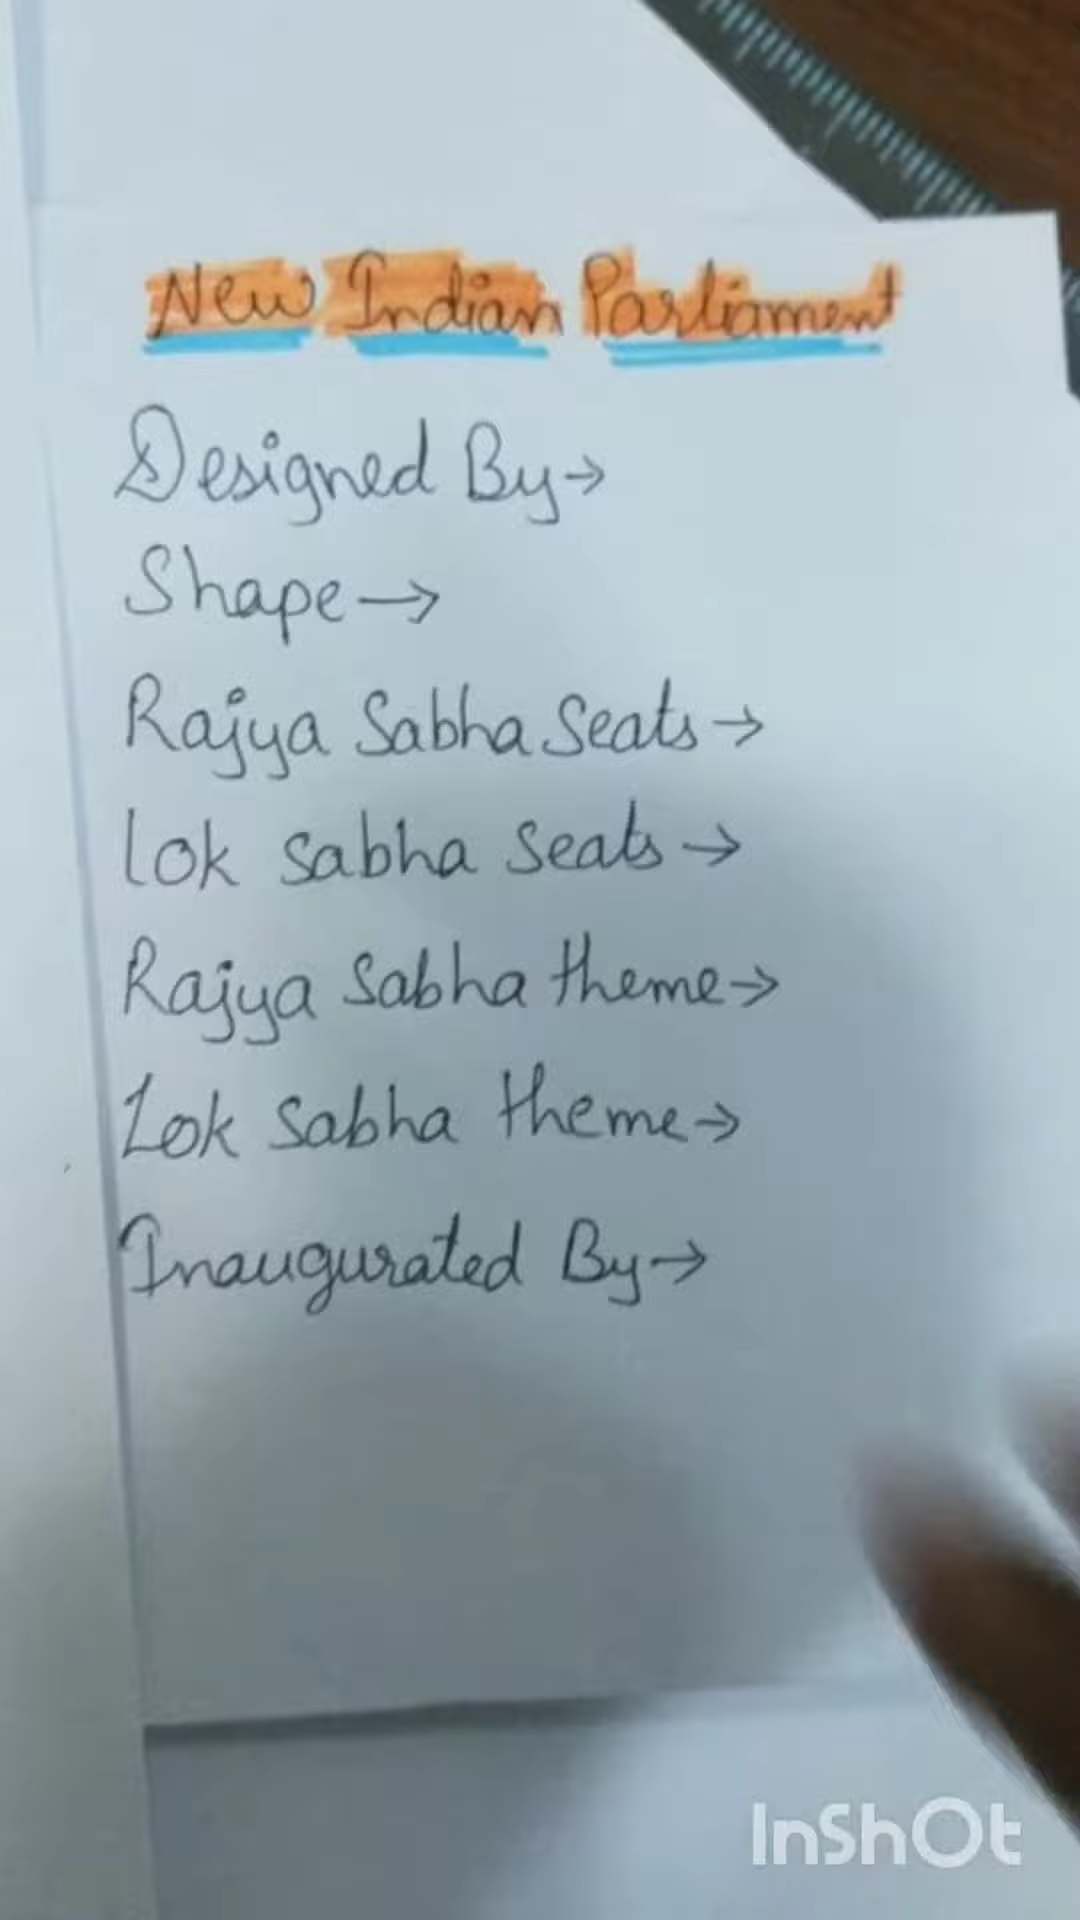 New Indian Parliament
Designed By→
Shape→
Rajya Sabha Seats→
lok sabha seats→
Rajya Sabha theme→
Lok Sabha theme→
Inaugurated By→
InShOt